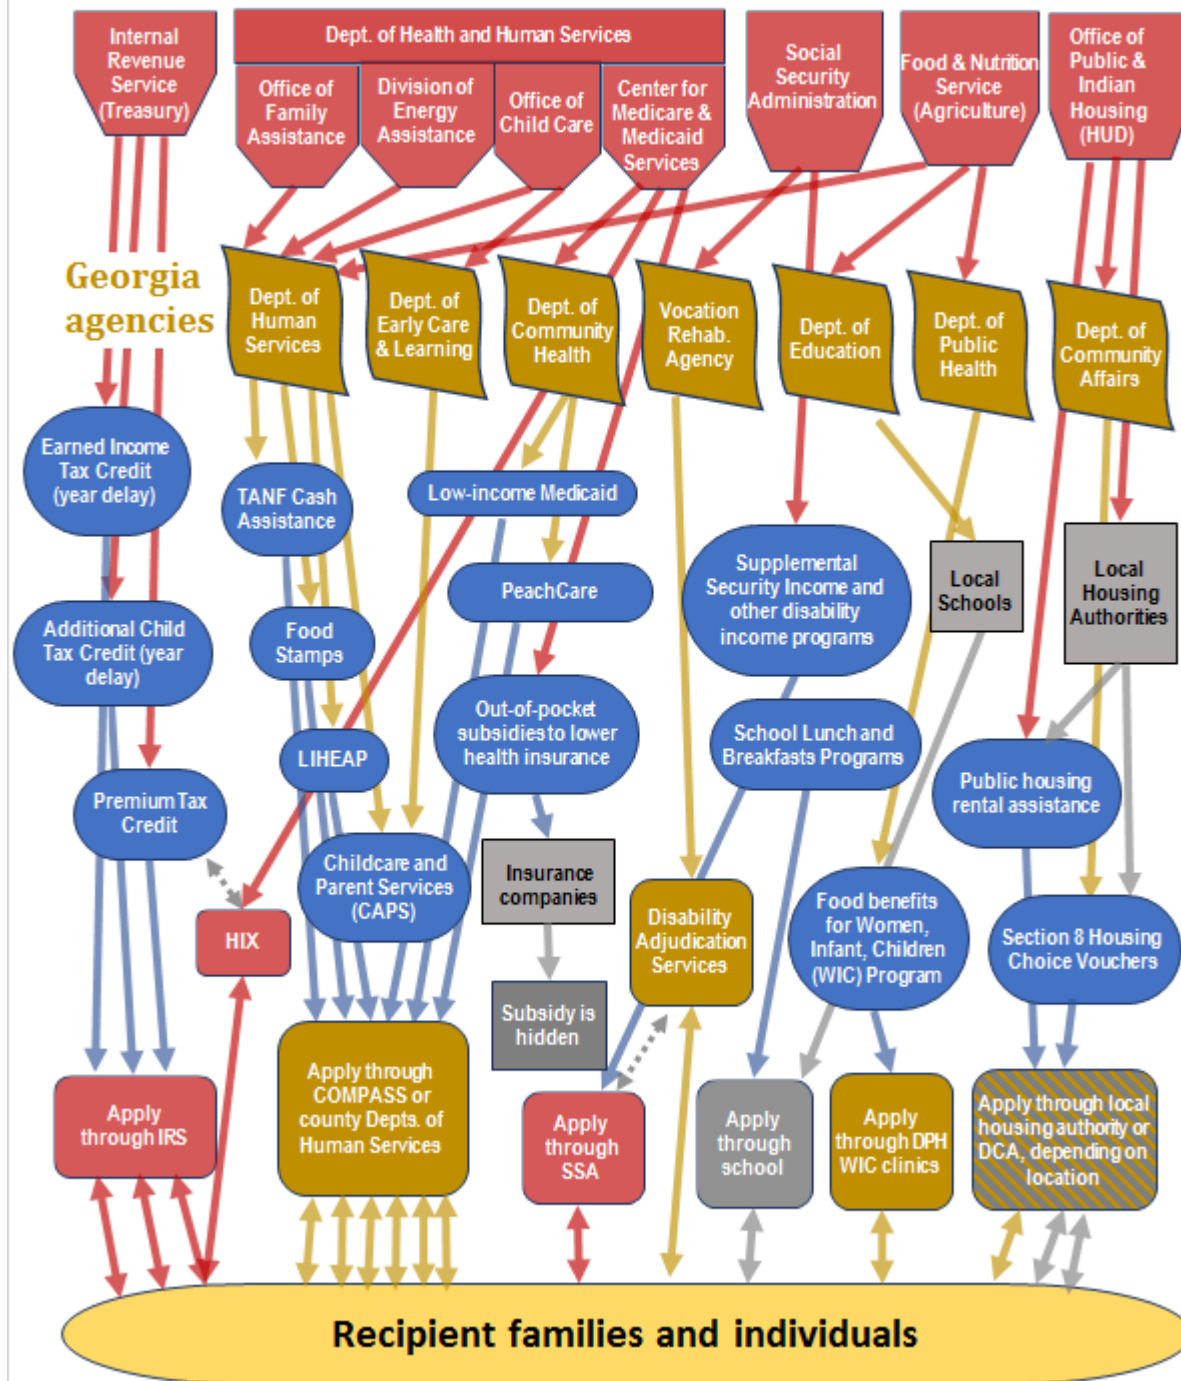 Internal
Revenue
Service
(Treasury)
Dept. of Health and Human Services
Office of
Family
Assistance
Division of
Energy
Assistance
Office of
Child Care
Center for
Medicare &
Medicaid
Services
Social
Security
Administration
Food & Nutrition
Service
(Agriculture)
Office of
Public &
Indian
Housing
(HUD)
Georgia
agencies
Dept. of
Human
Services
Dept. of
Early Care
& Learning
Dept. of
Community
Health
Vocation
Rehab.
Agency
Dept. of
Education
Dept. of
Public
Health
Dept. of
Community
Affairs
Earned Income
Tax Credit
(year delay)
TANF Cash
Assistance
Low-income Medicaid
Supplemental
Security Income and
other disability
income programs
Local
Schools
Local
Housing
Authorities
PeachCare
Additional Child
Tax Credit (year
delay)
Food
Stamps
Out-of-pocket
subsidies to lower
health insurance
School Lunch and
Breakfasts Programs
LIHEAP
Public housing
rental assistance
Premium Tax
Credit
Childcare and
Parent Services
(CAPS)
Insurance
companies
Disability
Adjudication
Services
Food benefits
for Women,
Infant, Children
(WIC) Program
Section 8 Housing
Choice Vouchers
HIX
Subsidy is
hidden
Apply
through IRS
Apply through
COMPASS or
county Depts. of
Human Services
Apply
through
SSA
Apply
through
school
Apply
through DPH
WIC clinics
Apply through local
housing authority or
DCA, depending on
location
Recipient families and individuals